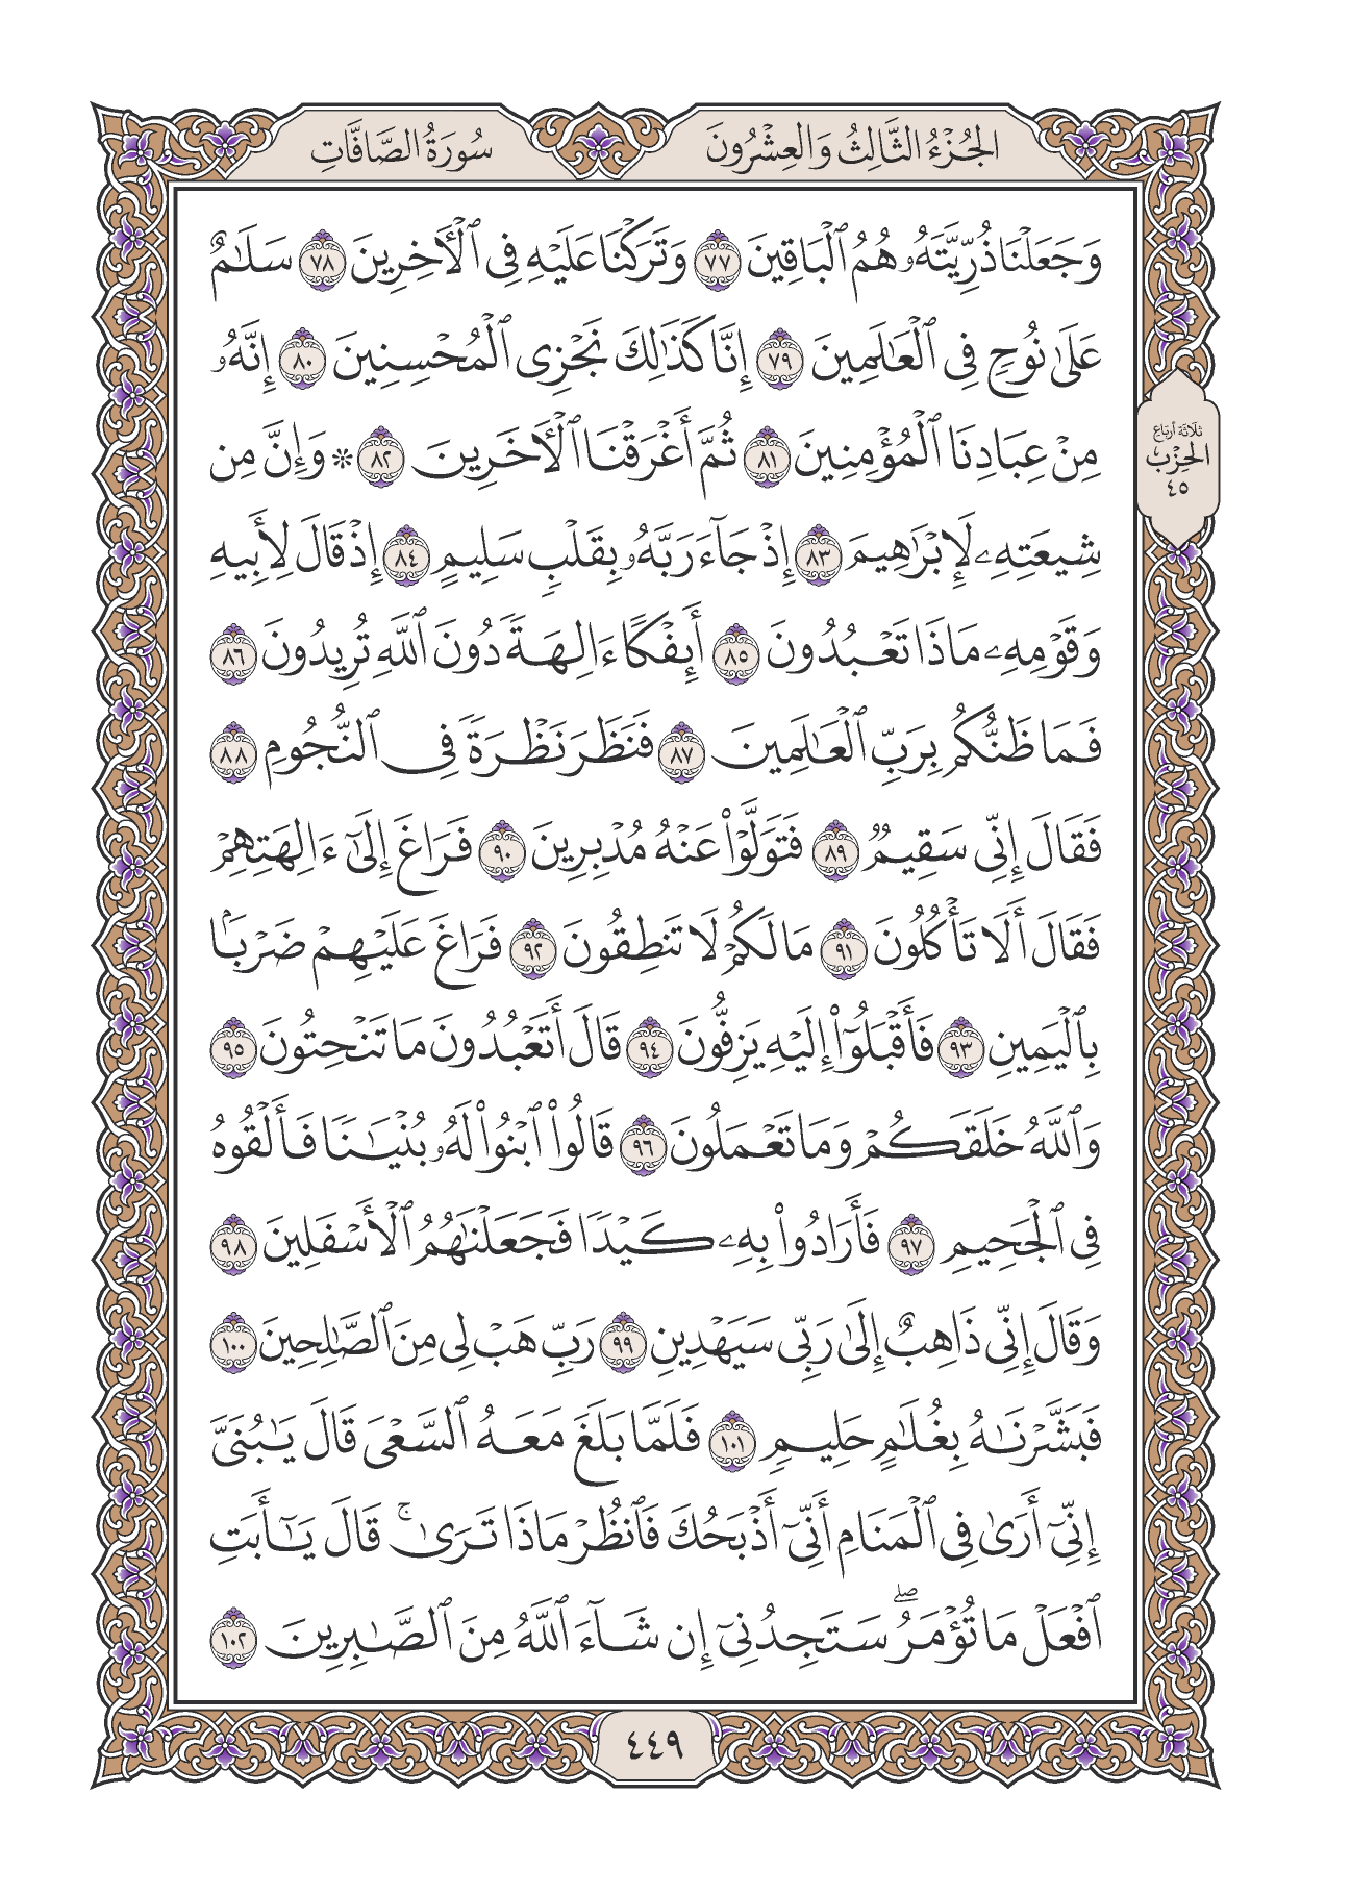 الجُزْءُ الثَّالِثُ وَالعِشْرُونَ
سُورَةُ الصَّافَّاتِ
وَجَعَلْنَا ذُرِّيَّتَهُۥ هُمُ ٱلْبَاقِينَ ٧٧ وَتَرَكْنَا عَلَيْهِ فِى ٱلْأَخِرِينَ ٧٨ سَلَٰمٌ
عَلَىٰ نُوحٍ فِى ٱلْعَٰلَمِينَ ٧٩ إِنَّا كَذَٰلِكَ نَجْزِى ٱلْمُحْسِنِينَ ٨٠ إِنَّهُۥ
مِنْ عِبَادِنَا ٱلْمُؤْمِنِينَ ٨١ ثُمَّ أَغْرَقْنَا ٱلْأَخَرِينَ ٨٢ * وَإِنَّ مِن
ثلَاثَة أربَاع
الحِزْب
٤٥
شِيعَتِهِۦ لَإِبْرَٰهِيمَ ٨٣ إِذْ جَآءَ رَبَّهُۥ بِقَلْبٍ سَلِيمٍ ٨٤ إِذْ قَالَ لِأَبِيهِ
وَقَوْمِهِۦ مَاذَا تَعْبُدُونَ ٨٥ أَئِفْكًا ءَالِهَةً دُونَ ٱللَّهِ تُرِيدُونَ ٨٦
فَمَا ظَنُّكُم بِرَبِّ ٱلْعَٰلَمِينَ ٨٧ فَنَظَرَ نَظْرَةً فِى ٱلنُّجُومِ ٨٨
فَقَالَ إِنِّى سَقِيمٌ ٨٩ فَتَوَلَّوْا۟ عَنْهُ مُدْبِرِينَ ٩٠ فَرَاغَ إِلَىٰٓ ءَالِهَتِهِمْ
فَقَالَ أَلَا تَأْكُلُونَ ٩١ مَا لَكُمْ لَا تَنطِقُونَ ٩٢ فَرَاغَ عَلَيْهِمْ ضَرْبًۢا
بِٱلْيَمِينِ ٩٣ فَأَقْبَلُوٓا۟ إِلَيْهِ يَزِفُّونَ ٩٤ قَالَ أَتَعْبُدُونَ مَا تَنْحِتُونَ ٩٥
وَٱللَّهُ خَلَقَكُمْ وَمَا تَعْمَلُونَ ٩٦ قَالُوا۟ ٱبْنُوا۟ لَهُۥ بُنْيَٰنًا فَأَلْقُوهُ
فِى ٱلْجَحِيمِ ٩٧ فَأَرَادُوا۟ بِهِۦ كَيْدًا فَجَعَلْنَٰهُمُ ٱلْأَسْفَلِينَ ٩٨
وَقَالَ إِنِّى ذَاهِبٌ إِلَىٰ رَبِّى سَيَهْدِينِ ٩٩ رَبِّ هَبْ لِى مِنَ ٱلصَّٰلِحِينَ ١٠٠
فَبَشَّرْنَٰهُ بِغُلَٰمٍ حَلِيمٍ ١٠١ فَلَمَّا بَلَغَ مَعَهُ ٱلسَّعْىَ قَالَ يَٰبُنَىَّ
إِنِّىٓ أَرَىٰ فِى ٱلْمَنَامِ أَنِّىٓ أَذْبَحُكَ فَٱنظُرْ مَاذَا تَرَىٰ ۚ قَالَ يَٰٓأَبَتِ
ٱفْعَلْ مَا تُؤْمَرُ ۖ سَتَجِدُنِىٓ إِن شَآءَ ٱللَّهُ مِنَ ٱلصَّٰبِرِينَ ١٠٢
٤٤٩